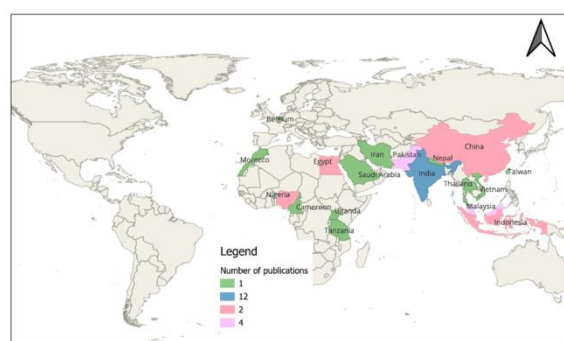 Belgium
Morocco
Iran
Pakistan
Nepal
China
Egypt
Saudi Arabia
India
Taiwan
Thailand
Vietnam
Nigeria
Cameroon
Uganda
Malaysia
Indonesia
Tanzania
Legend
Number of publications
1
12
2
4